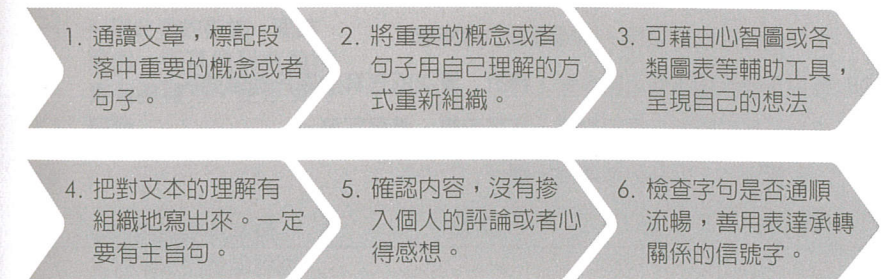 1. 通讀文章，標記段
落中重要的概念或者
句子。
2. 將重要的概念或者
句子用自己理解的方
式重新組織。
3. 可藉由心智圖或各
類圖表等輔助工具，
呈現自己的想法
4. 把對文本的理解有
組織地寫出來。一定
要有主旨句。
5. 確認內容，沒有摻
入個人的評論或者心
得感想。
6. 檢查字句是否通順
流暢，善用表達承轉
關係的信號字。